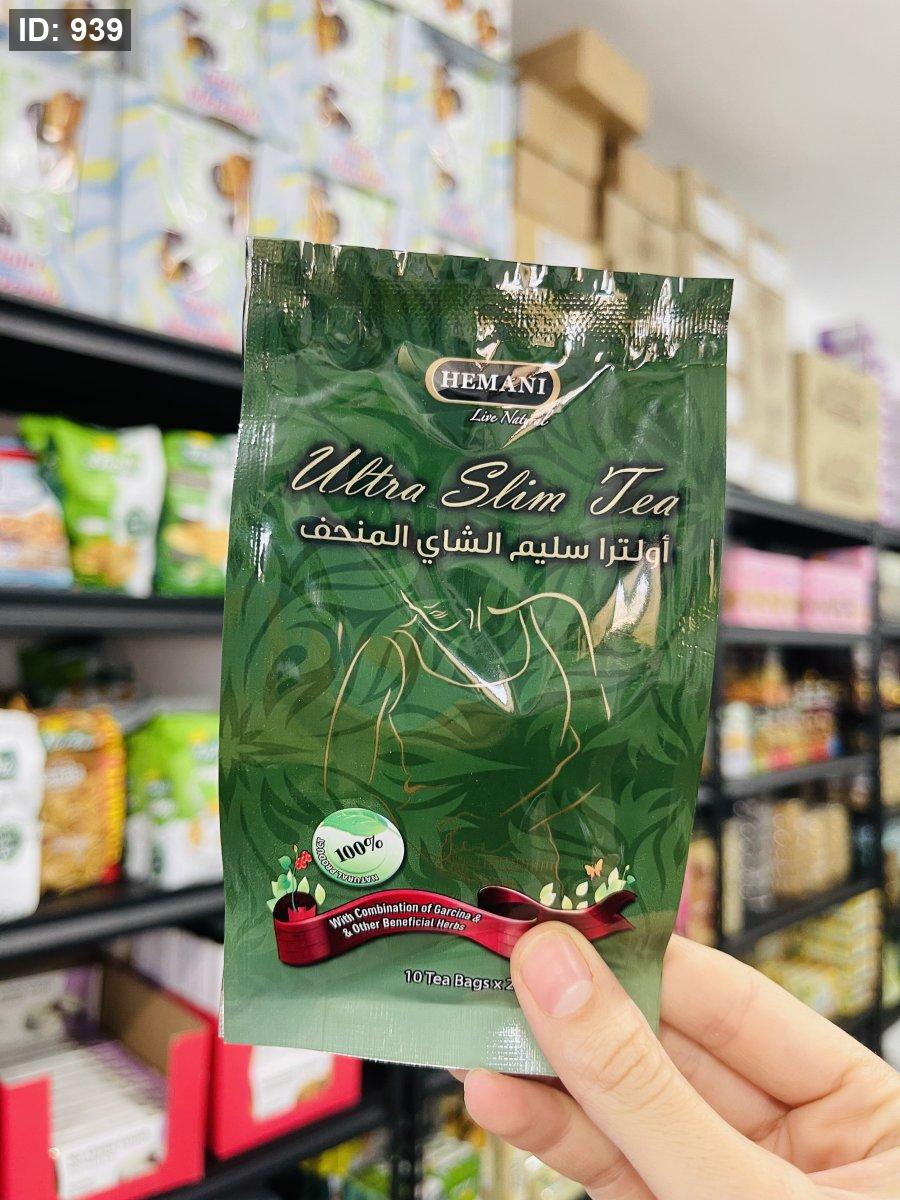 ID: 939
HEMANI
Live Natural
Ultra Slim Tea
أولترا سليم الشاي المنحف
100%
NATURAL PRODUCT
With Combination of Garcina &
& Other Beneficial Herbs
10 Tea Bags x 2